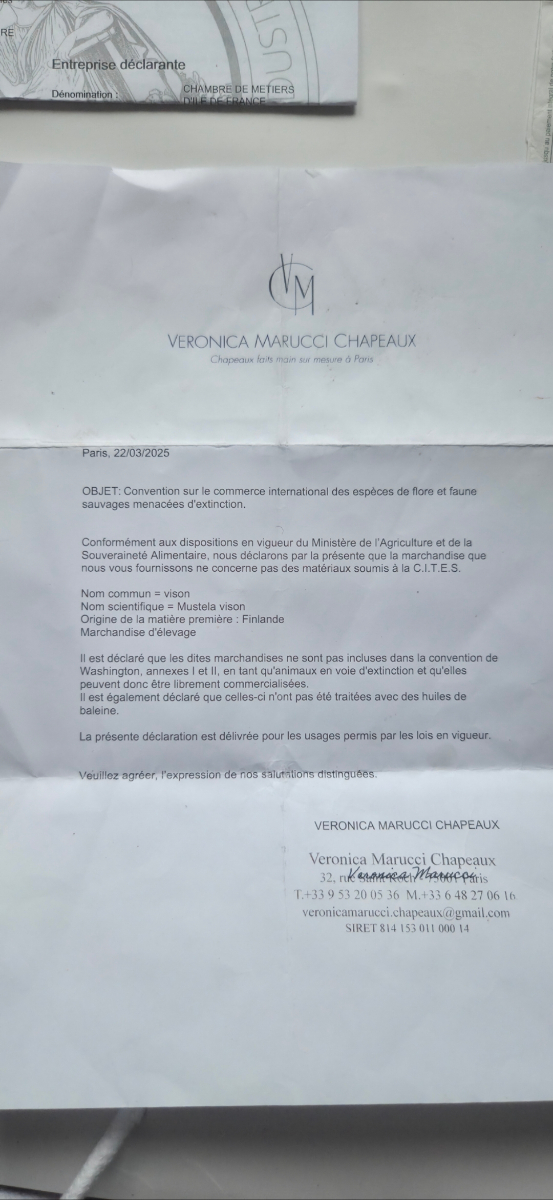 RE
Entreprise déclarante
Dénomination :
CHAMBRE DE METIERS
D'ILE DE FRANCE
VM
VERONICA MARUCCI CHAPEAUX
Chapeaux faits main sur mesure à Paris
Paris, 22/03/2025
OBJET: Convention sur le commerce international des espèces de flore et faune
sauvages menacées d'extinction.
Conformément aux dispositions en vigueur du Ministère de l'Agriculture et de la
Souveraineté Alimentaire, nous déclarons par la présente que la marchandise que
nous vous fournissons ne concerne pas des matériaux soumis à la C.I.T.E.S.
Nom commun = vison
Nom scientifique = Mustela vison
Origine de la matière première : Finlande
Marchandise d'élevage
Il est déclaré que les dites marchandises ne sont pas incluses dans la convention de
Washington, annexes I et II, en tant qu'animaux en voie d'extinction et qu'elles
peuvent donc être librement commercialisées.
Il est également déclaré que celles-ci n'ont pas été traitées avec des huiles de
baleine.
La présente déclaration est délivrée pour les usages permis par les lois en vigueur.
Veuillez agréer, l'expression de nos salutations distinguées.
VERONICA MARUCCI CHAPEAUX
Veronica Marucci Chapeaux
32, Paris
Veronica Marucci
T.+33 9 53 20 05 36 M.+33 6 48 27 06 16
veronicamarucci.chapeaux@gmail.com
SIRET 814 153 011 000 14